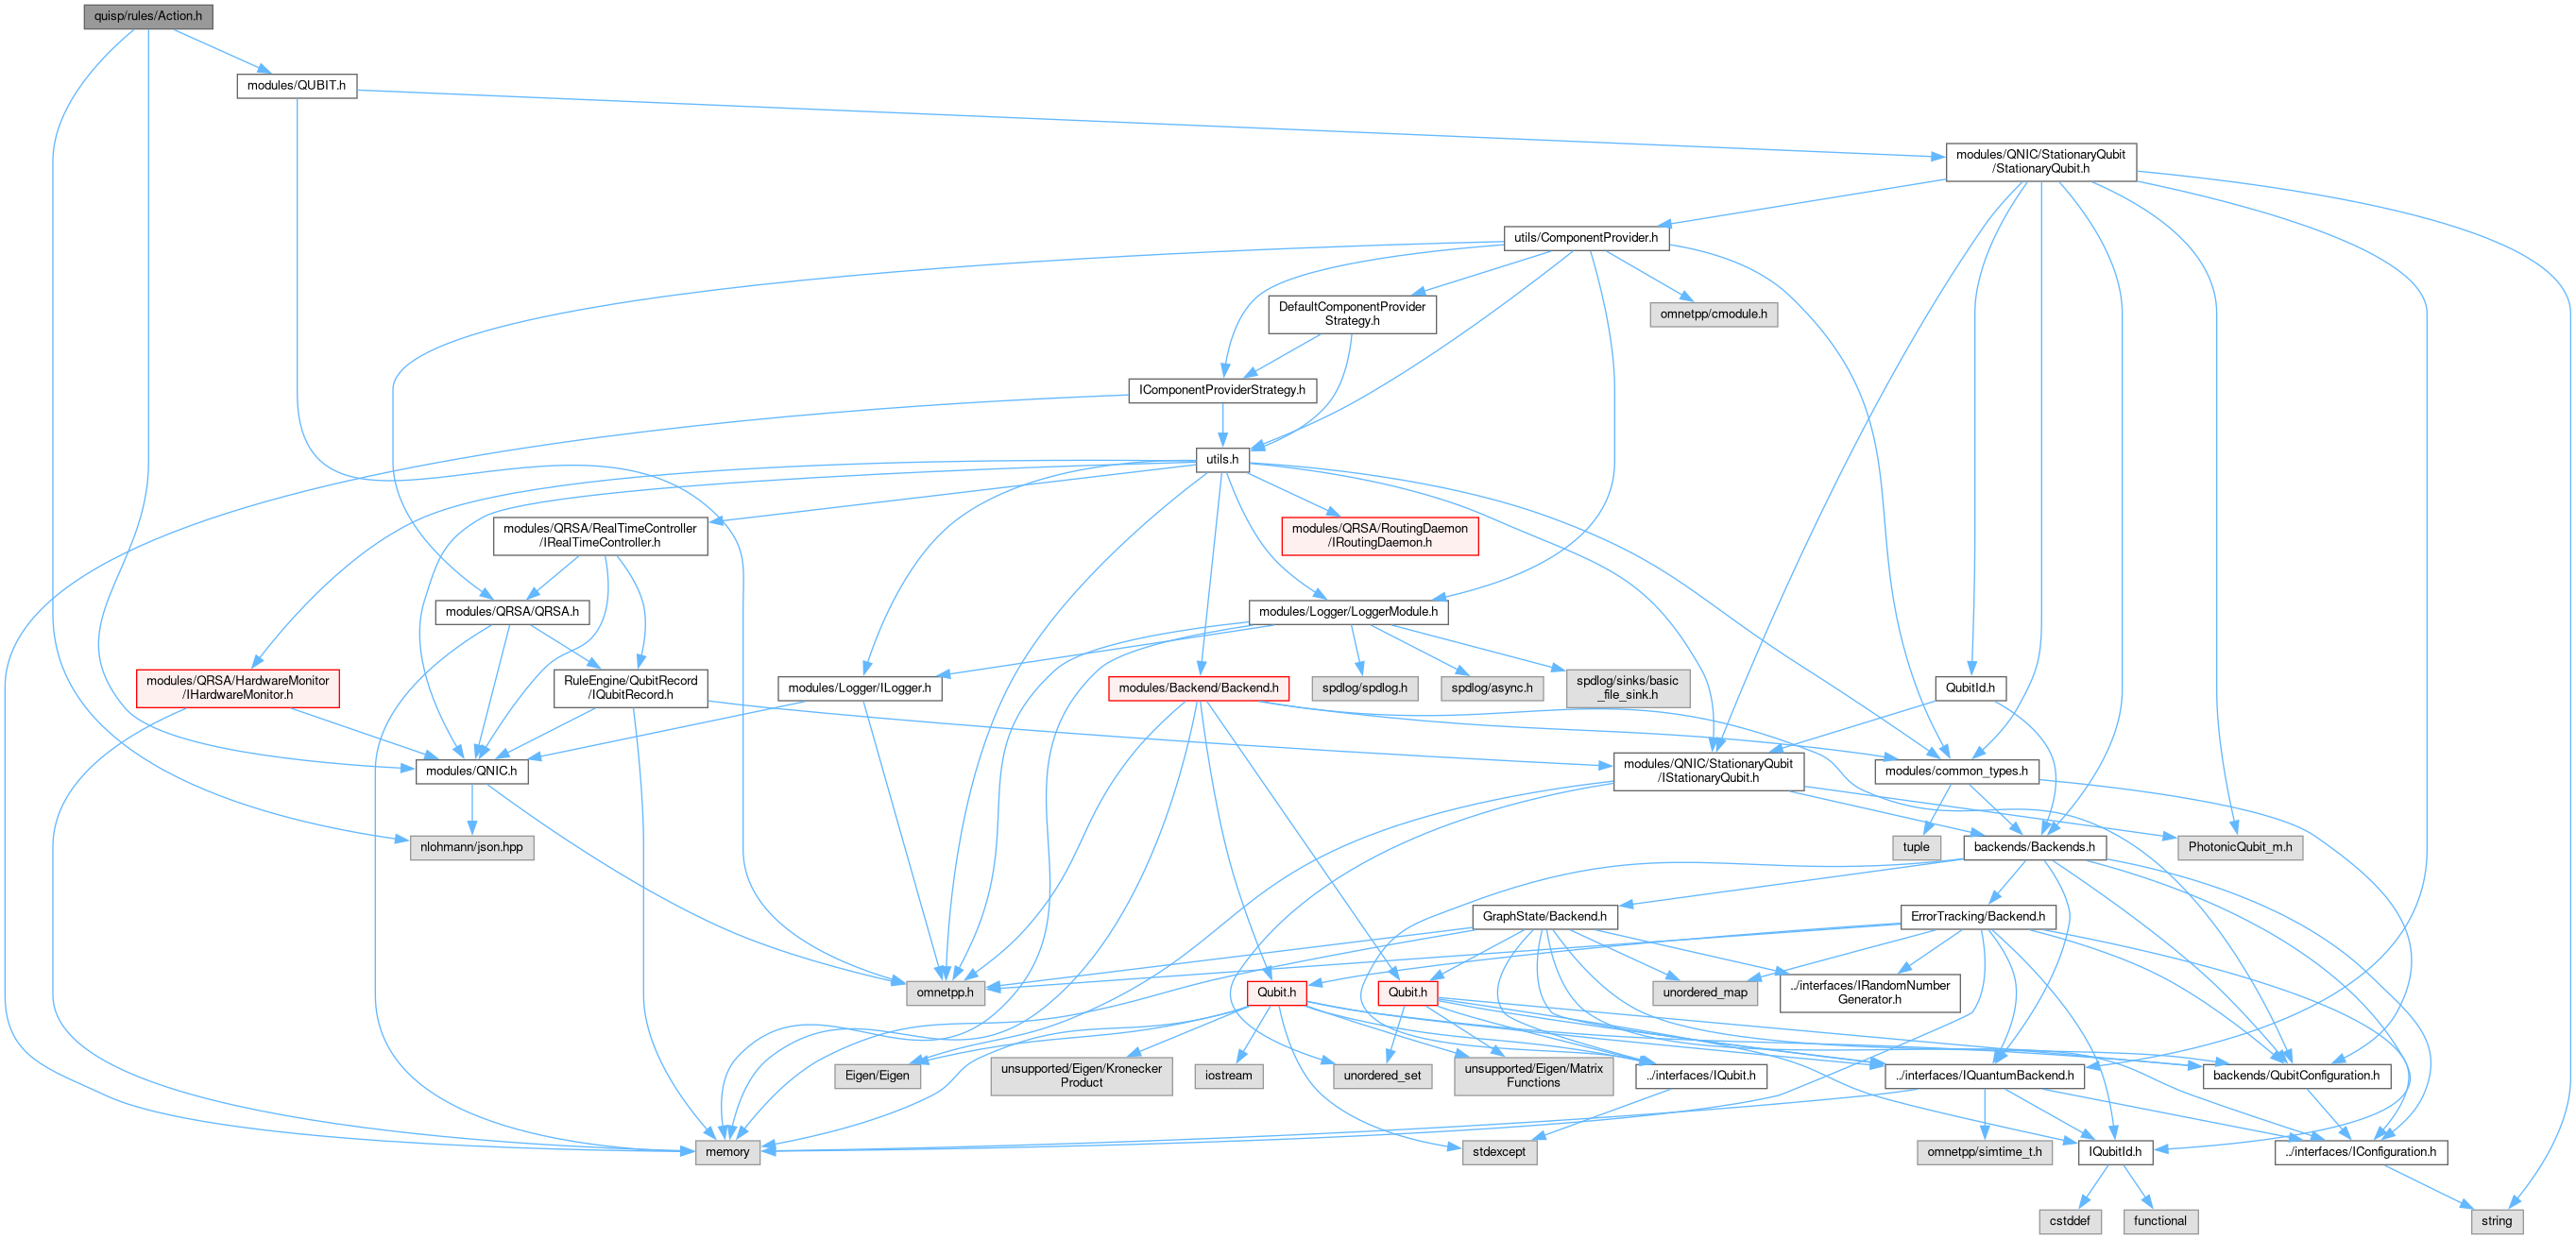 quisp/rules/Action.h
modules/QUBIT.h
modules/QNIC/StationaryQubit
/StationaryQubit.h
utils/ComponentProvider.h
DefaultComponentProvider
Strategy.h
omnetpp/cmodule.h
IComponentProviderStrategy.h
utils.h
modules/QRSA/RealTimeController
/IRealTimeController.h
modules/QRSA/RoutingDaemon
/IRoutingDaemon.h
modules/QRSA/QRSA.h
modules/Logger/LoggerModule.h
modules/QRSA/HardwareMonitor
/IHardwareMonitor.h
RuleEngine/QubitRecord
/IQubitRecord.h
modules/Logger/ILogger.h
modules/Backend/Backend.h
spdlog/spdlog.h
spdlog/async.h
spdlog/sinks/basic
_file_sink.h
QubitId.h
modules/QNIC.h
modules/QNIC/StationaryQubit
/IStationaryQubit.h
modules/common_types.h
nlohmann/json.hpp
tuple
backends/Backends.h
PhotonicQubit_m.h
GraphState/Backend.h
ErrorTracking/Backend.h
omnetpp.h
Qubit.h
Qubit.h
unordered_map
../interfaces/IRandomNumber
Generator.h
Eigen/Eigen
unsupported/Eigen/Kronecker
Product
iostream
unordered_set
unsupported/Eigen/Matrix
Functions
../interfaces/IQubit.h
../interfaces/IQuantumBackend.h
backends/QubitConfiguration.h
memory
stdexcept
omnetpp/simtime_t.h
IQubitId.h
../interfaces/IConfiguration.h
cstddef
functional
string